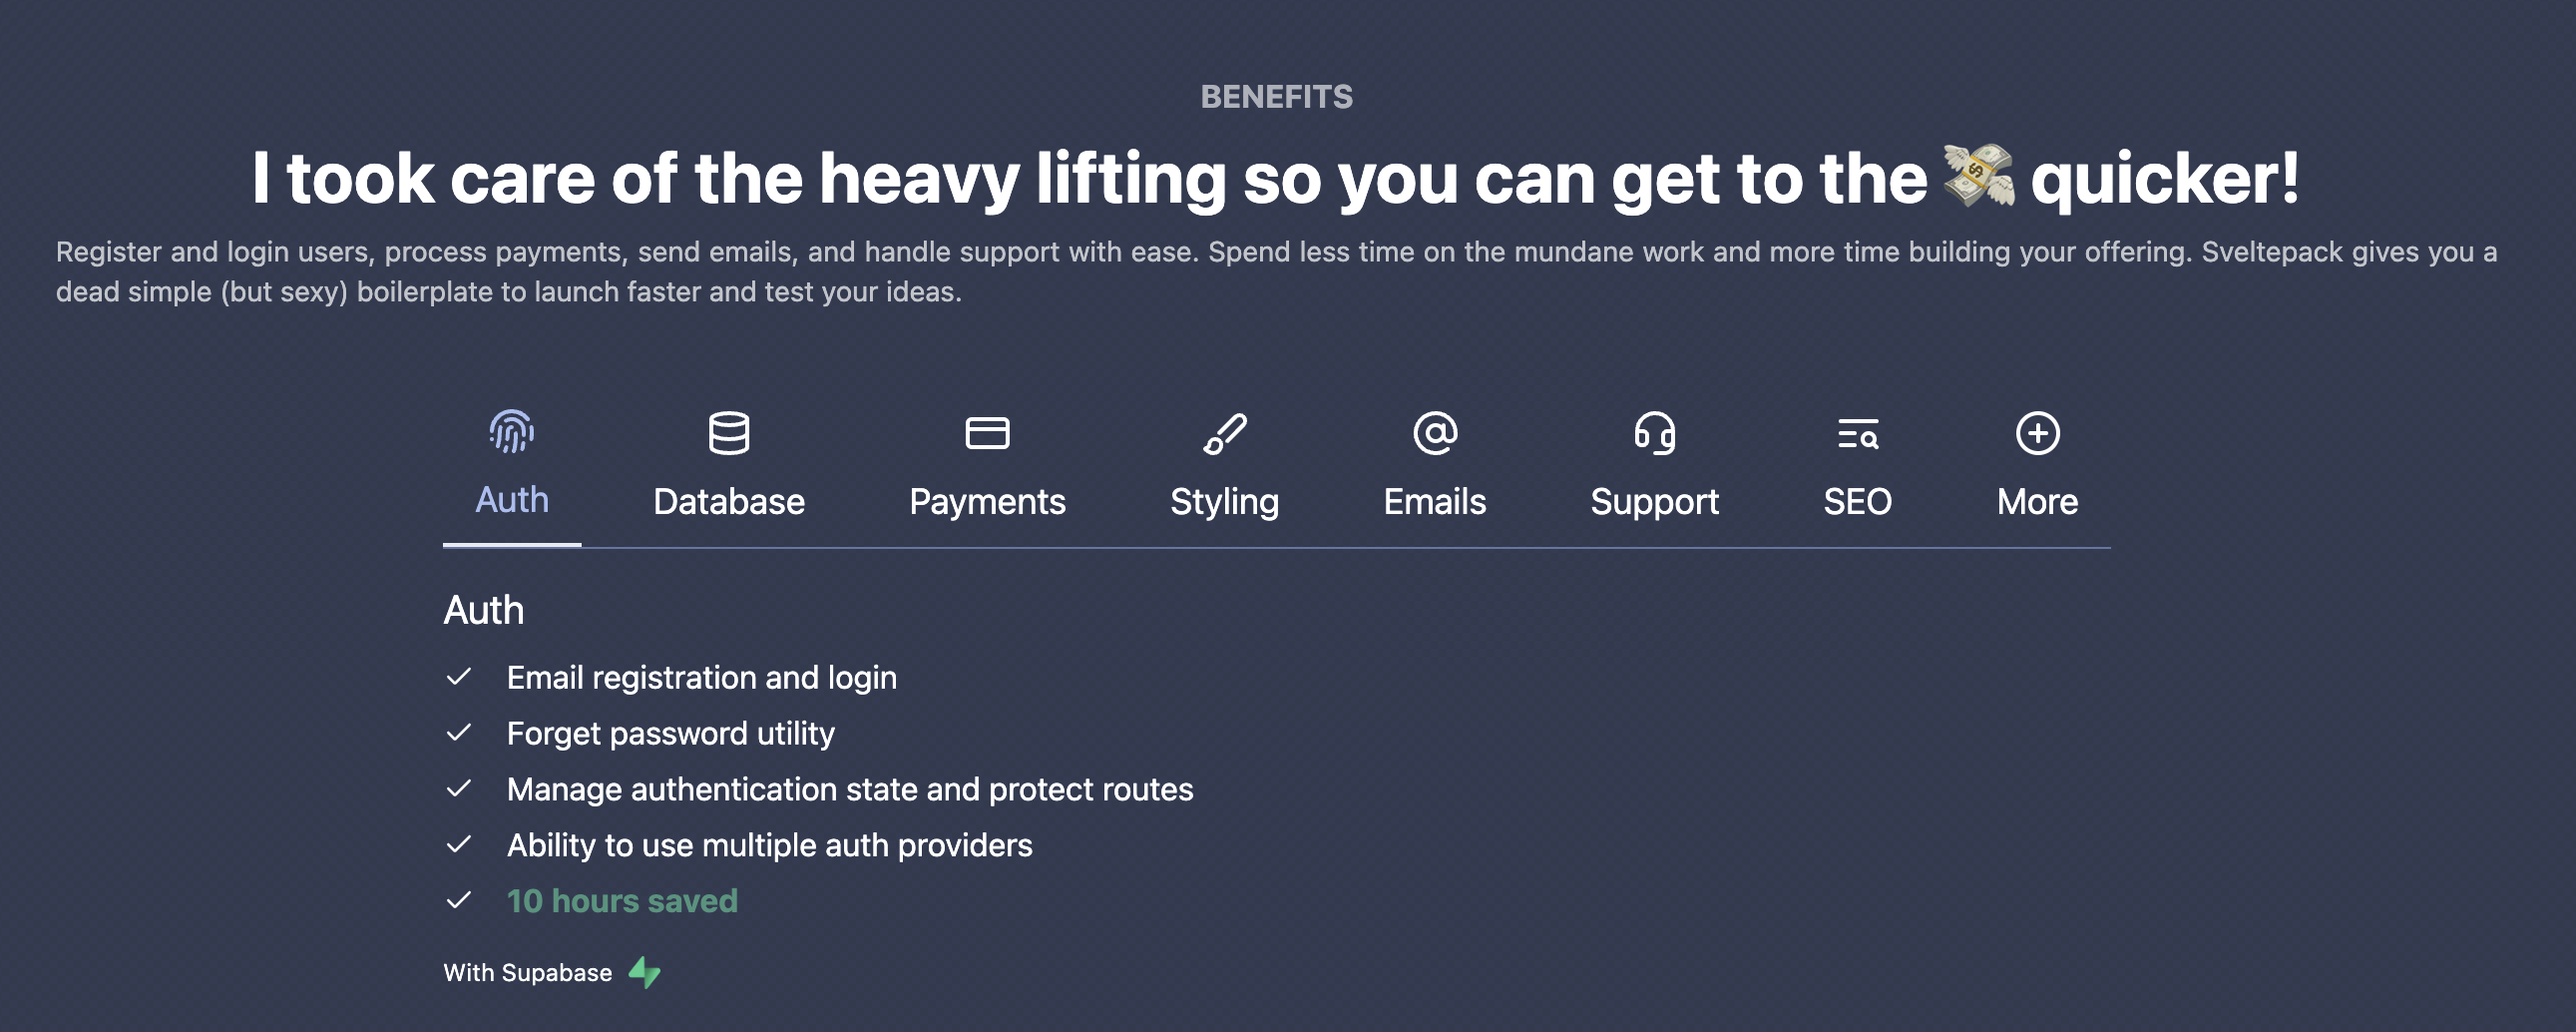 BENEFITS
I took care of the heavy lifting so you can get to the 💸 quicker!
Register and login users, process payments, send emails, and handle support with ease. Spend less time on the mundane work and more time building your offering. Sveltepack gives you a
dead simple (but sexy) boilerplate to launch faster and test your ideas.
Auth Database Payments Styling Emails Support SEO More
Auth
Email registration and login
Forget password utility
Manage authentication state and protect routes
Ability to use multiple auth providers
10 hours saved
With Supabase